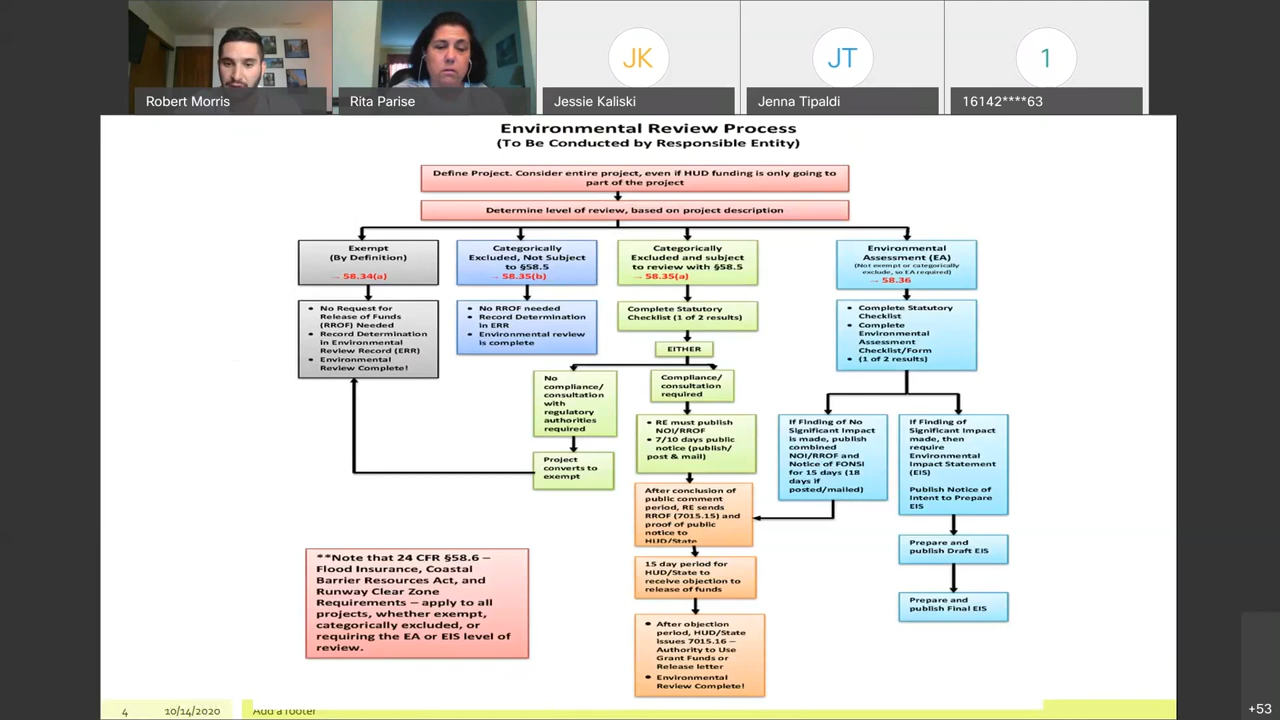 JK
JT
1
Robert Morris
Rita Parise
Jessie Kaliski
Jenna Tipaldi
16142****63
Environmental Review Process
(To Be Conducted by Responsible Entity)
Define Project. Consider entire project, even if HUD funding is only going to
part of the project
Determine level of review, based on project description
Exempt
(By Definition)
→ 58.34(a)
Categorically
Excluded, Not Subject
to §58.5
→ 58.35(b)
Categorically
Excluded and subject
to review with §58.5
→ 58.35(a)
Environmental
Assessment (EA)
(Not exempt or categorically
exclude, so EA required)
→ 58.36
• No Request for
Release of Funds
(RROF) Needed
• Record Determination
in Environmental
Review Record (ERR)
• Environmental
Review Complete!
• No RROF needed
• Record Determination
in ERR
• Environmental review
is complete
Complete Statutory
Checklist (1 of 2 results)
• Complete Statutory
Checklist
• Complete
Environmental
Assessment
Checklist/Form
• (1 of 2 results)
EITHER
No
compliance/
consultation
with
regulatory
authorities
required
Compliance/
consultation
required
Project
converts to
exempt
• RE must publish
NOI/RROF
• 7/10 days public
notice (publish/
post & mail)
If Finding of No
Significant Impact
is made, publish
combined
NOI/RROF and
Notice of FONSI
for 15 days (18
days if
posted/mailed)
If Finding of
Significant Impact
made, then
require
Environmental
Impact Statement
(EIS)
Publish Notice of
Intent to Prepare
EIS
After conclusion of
public comment
period, RE sends
RROF (7015.15) and
proof of public
notice to
HUD/State
Prepare and
publish Draft EIS
15 day period for
HUD/State to
receive objection to
release of funds
Prepare and
publish Final EIS
• After objection
period, HUD/State
issues 7015.16 –
Authority to Use
Grant Funds or
Release letter
• Environmental
Review Complete!
**Note that 24 CFR §58.6 –
Flood Insurance, Coastal
Barrier Resources Act, and
Runway Clear Zone
Requirements – apply to all
projects, whether exempt,
categorically excluded, or
requiring the EA or EIS level of
review.
4
10/14/2020
Add a footer
+53